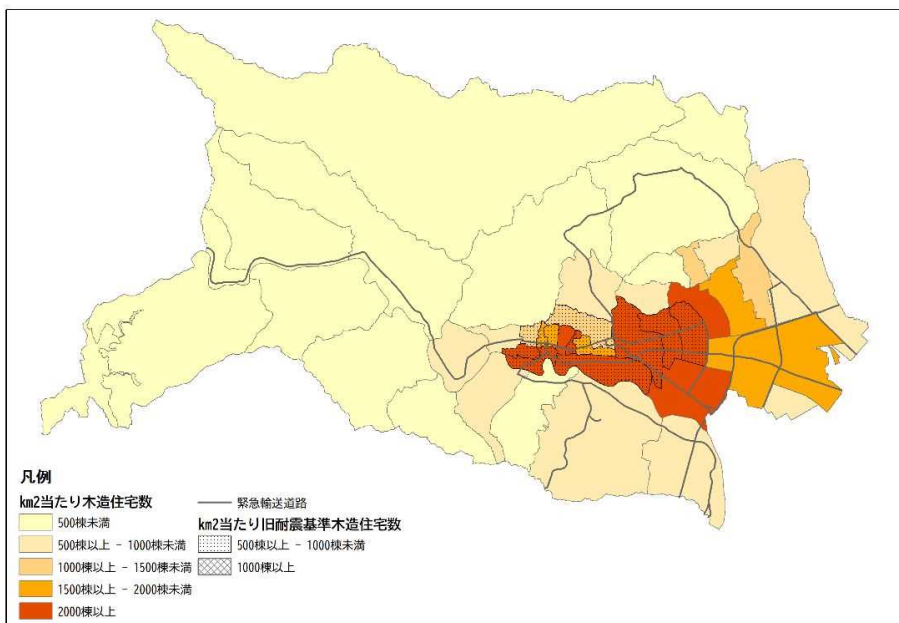 凡例
km2当たり木造住宅数
500棟未満
500棟以上 - 1000棟未満
1000棟以上 - 1500棟未満
1500棟以上 - 2000棟未満
2000棟以上
緊急輸送道路
km2当たり旧耐震基準木造住宅数
500棟以上 - 1000棟未満
1000棟以上